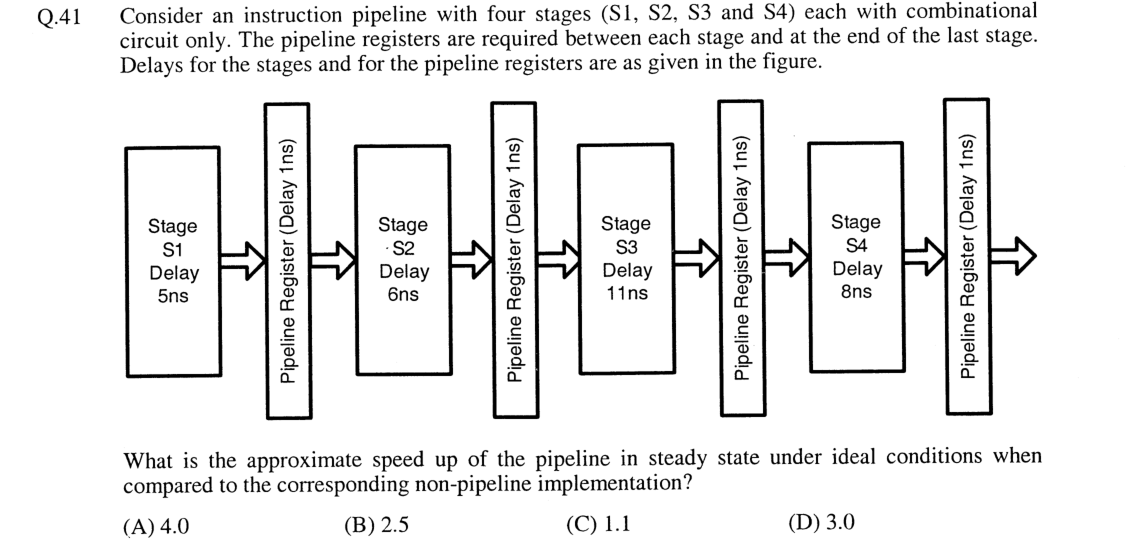 Q.41 Consider an instruction pipeline with four stages (S1, S2, S3 and S4) each with combinational
circuit only. The pipeline registers are required between each stage and at the end of the last stage.
Delays for the stages and for the pipeline registers are as given in the figure.
Stage
S1
Delay
5ns
Pipeline Register (Delay 1ns)
Stage
S2
Delay
6ns
Pipeline Register (Delay 1ns)
Stage
S3
Delay
11ns
Pipeline Register (Delay 1ns)
Stage
S4
Delay
8ns
Pipeline Register (Delay 1ns)
What is the approximate speed up of the pipeline in steady state under ideal conditions when
compared to the corresponding non-pipeline implementation?
(A) 4.0 (B) 2.5 (C) 1.1 (D) 3.0